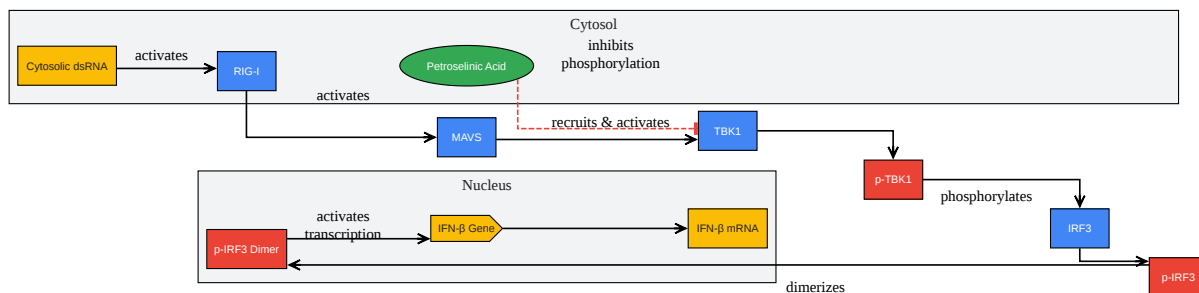 Cytosol
inhibits
phosphorylation
activates
Cytosolic dsRNA
RIG-I
Petroselinic Acid
activates
recruits & activates
TBK1
MAVS
p-TBK1
phosphorylates
Nucleus
activates
transcription
IFN-β Gene
IFN-β mRNA
IRF3
p-IRF3 Dimer
p-IRF3
dimerizes